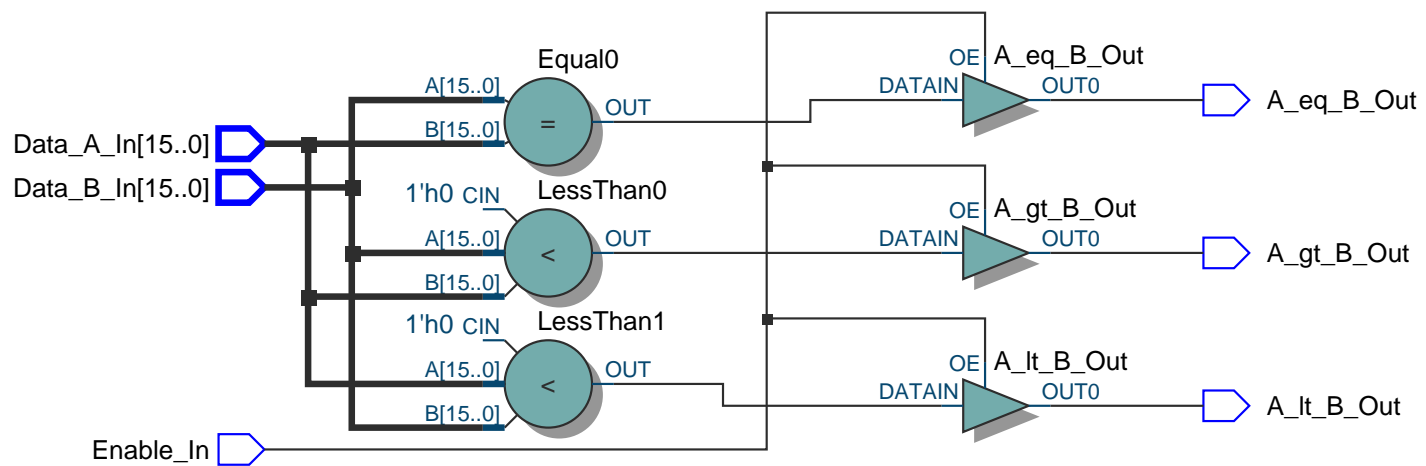 Data_A_In[15..0]
Data_B_In[15..0]
Enable_In
Equal0
A[15..0]
B[15..0]
=
OUT
LessThan0
1'h0 CIN
A[15..0]
B[15..0]
<
OUT
LessThan1
1'h0 CIN
A[15..0]
B[15..0]
<
OUT
OE
A_eq_B_Out
DATAIN
OUT0
A_eq_B_Out
OE
A_gt_B_Out
DATAIN
OUT0
A_gt_B_Out
OE
A_lt_B_Out
DATAIN
OUT0
A_lt_B_Out